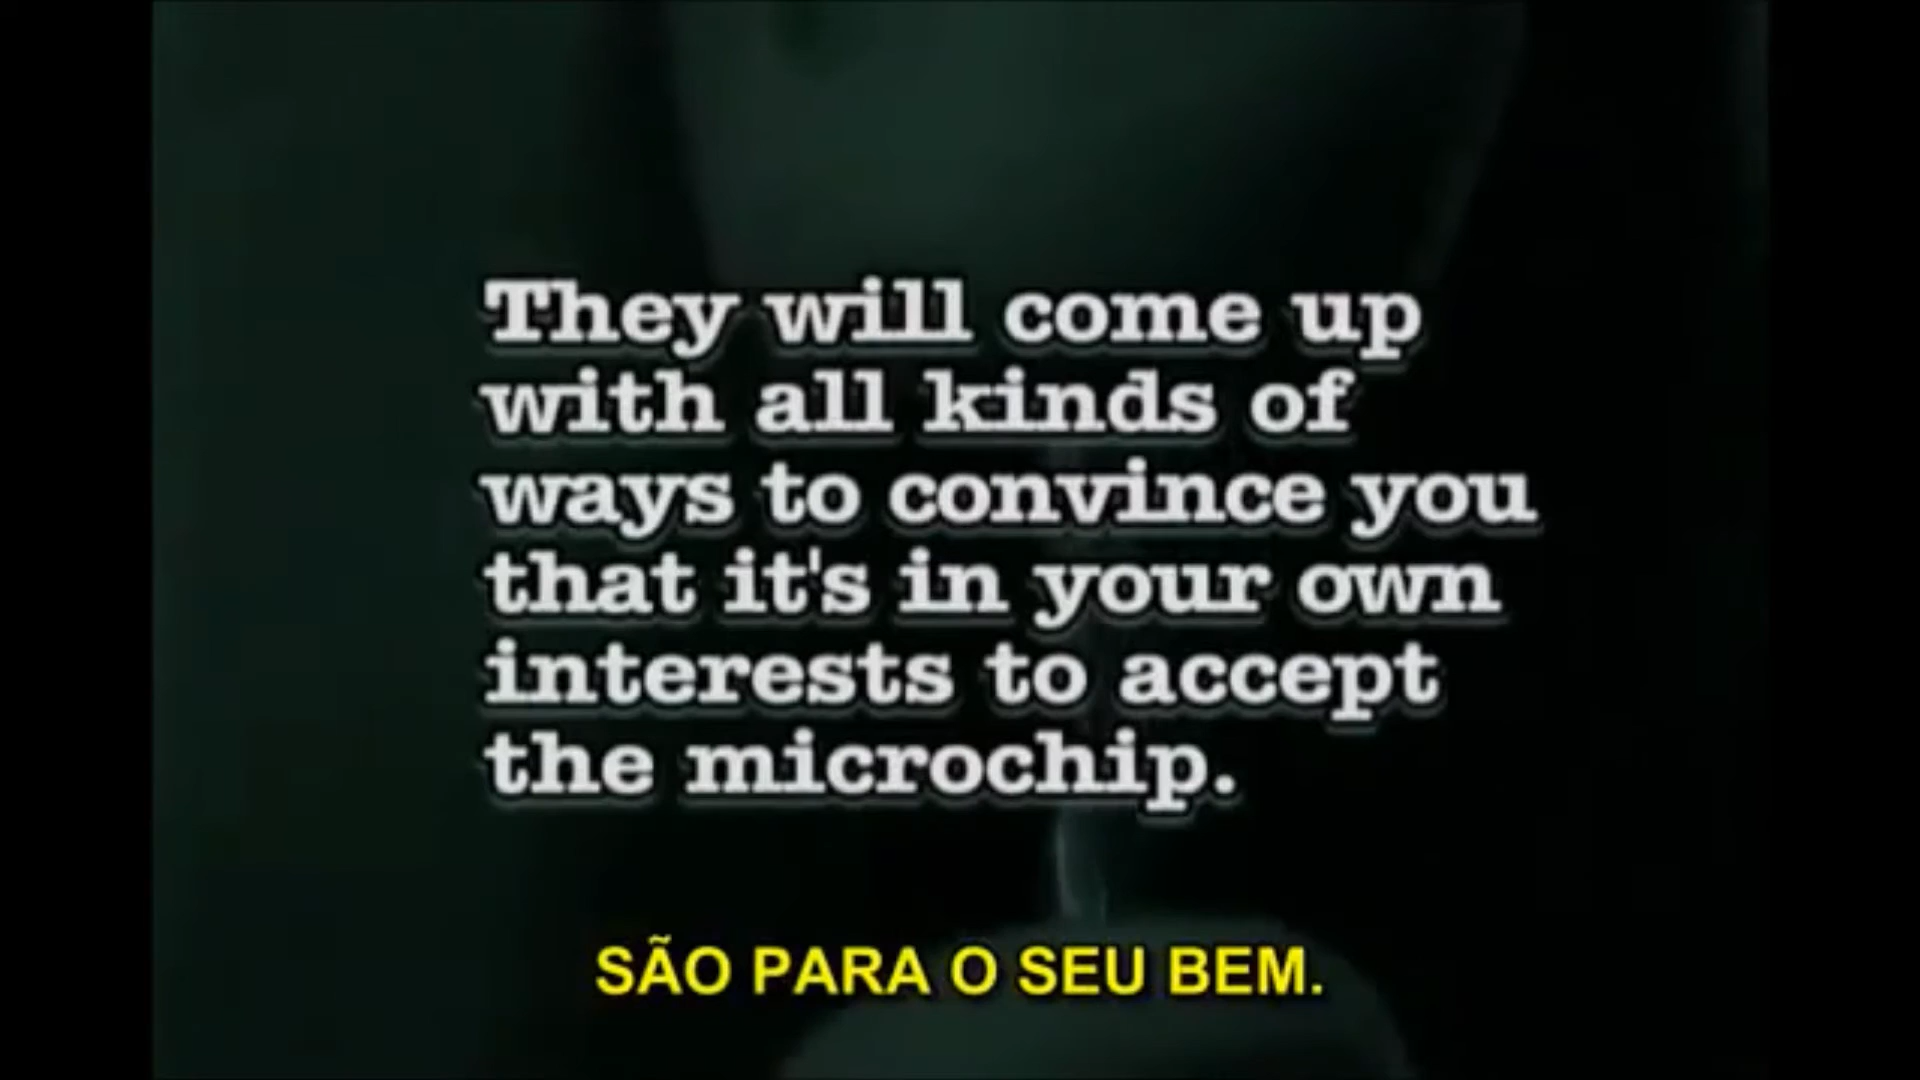 They will come up
with all kinds of
ways to convince you
that it's in your own
interests to accept
the microchip.
SÃO PARA O SEU BEM.